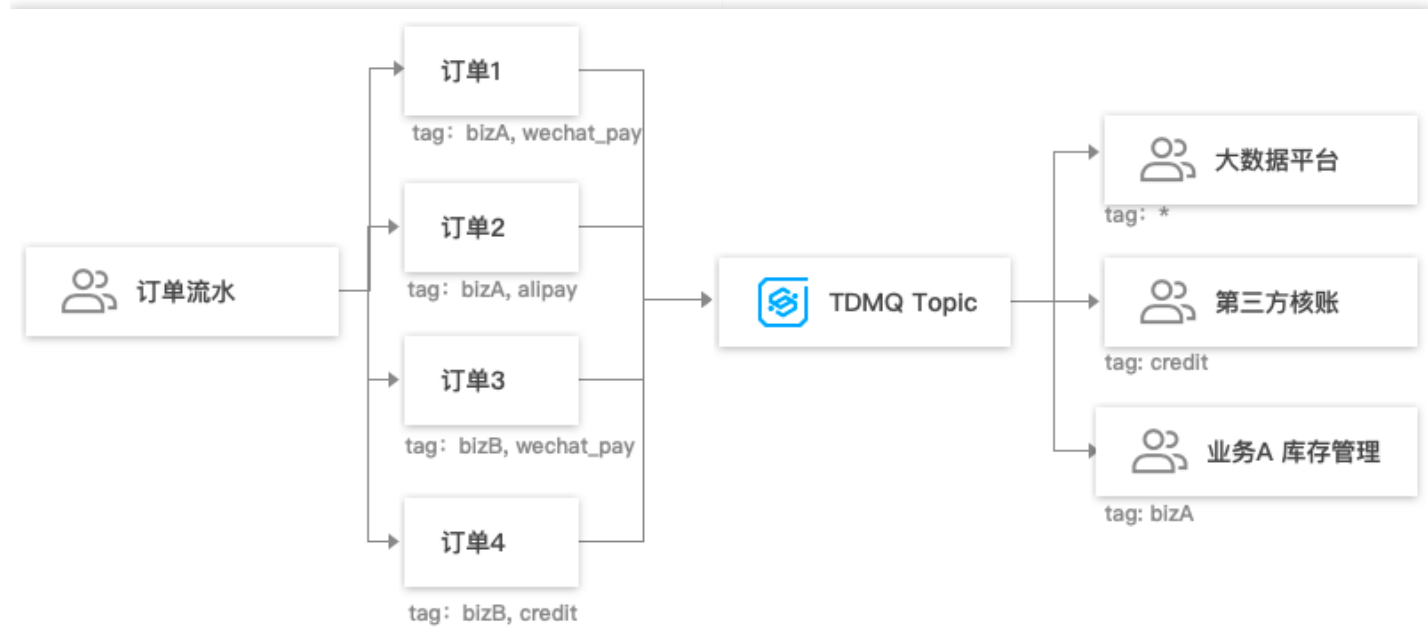 订单流水
订单1
tag：bizA, wechat_pay
订单2
tag：bizA, alipay
订单3
tag：bizB, wechat_pay
订单4
tag：bizB, credit
TDMQ Topic
大数据平台
tag：*
第三方核账
tag: credit
业务A 库存管理
tag: bizA